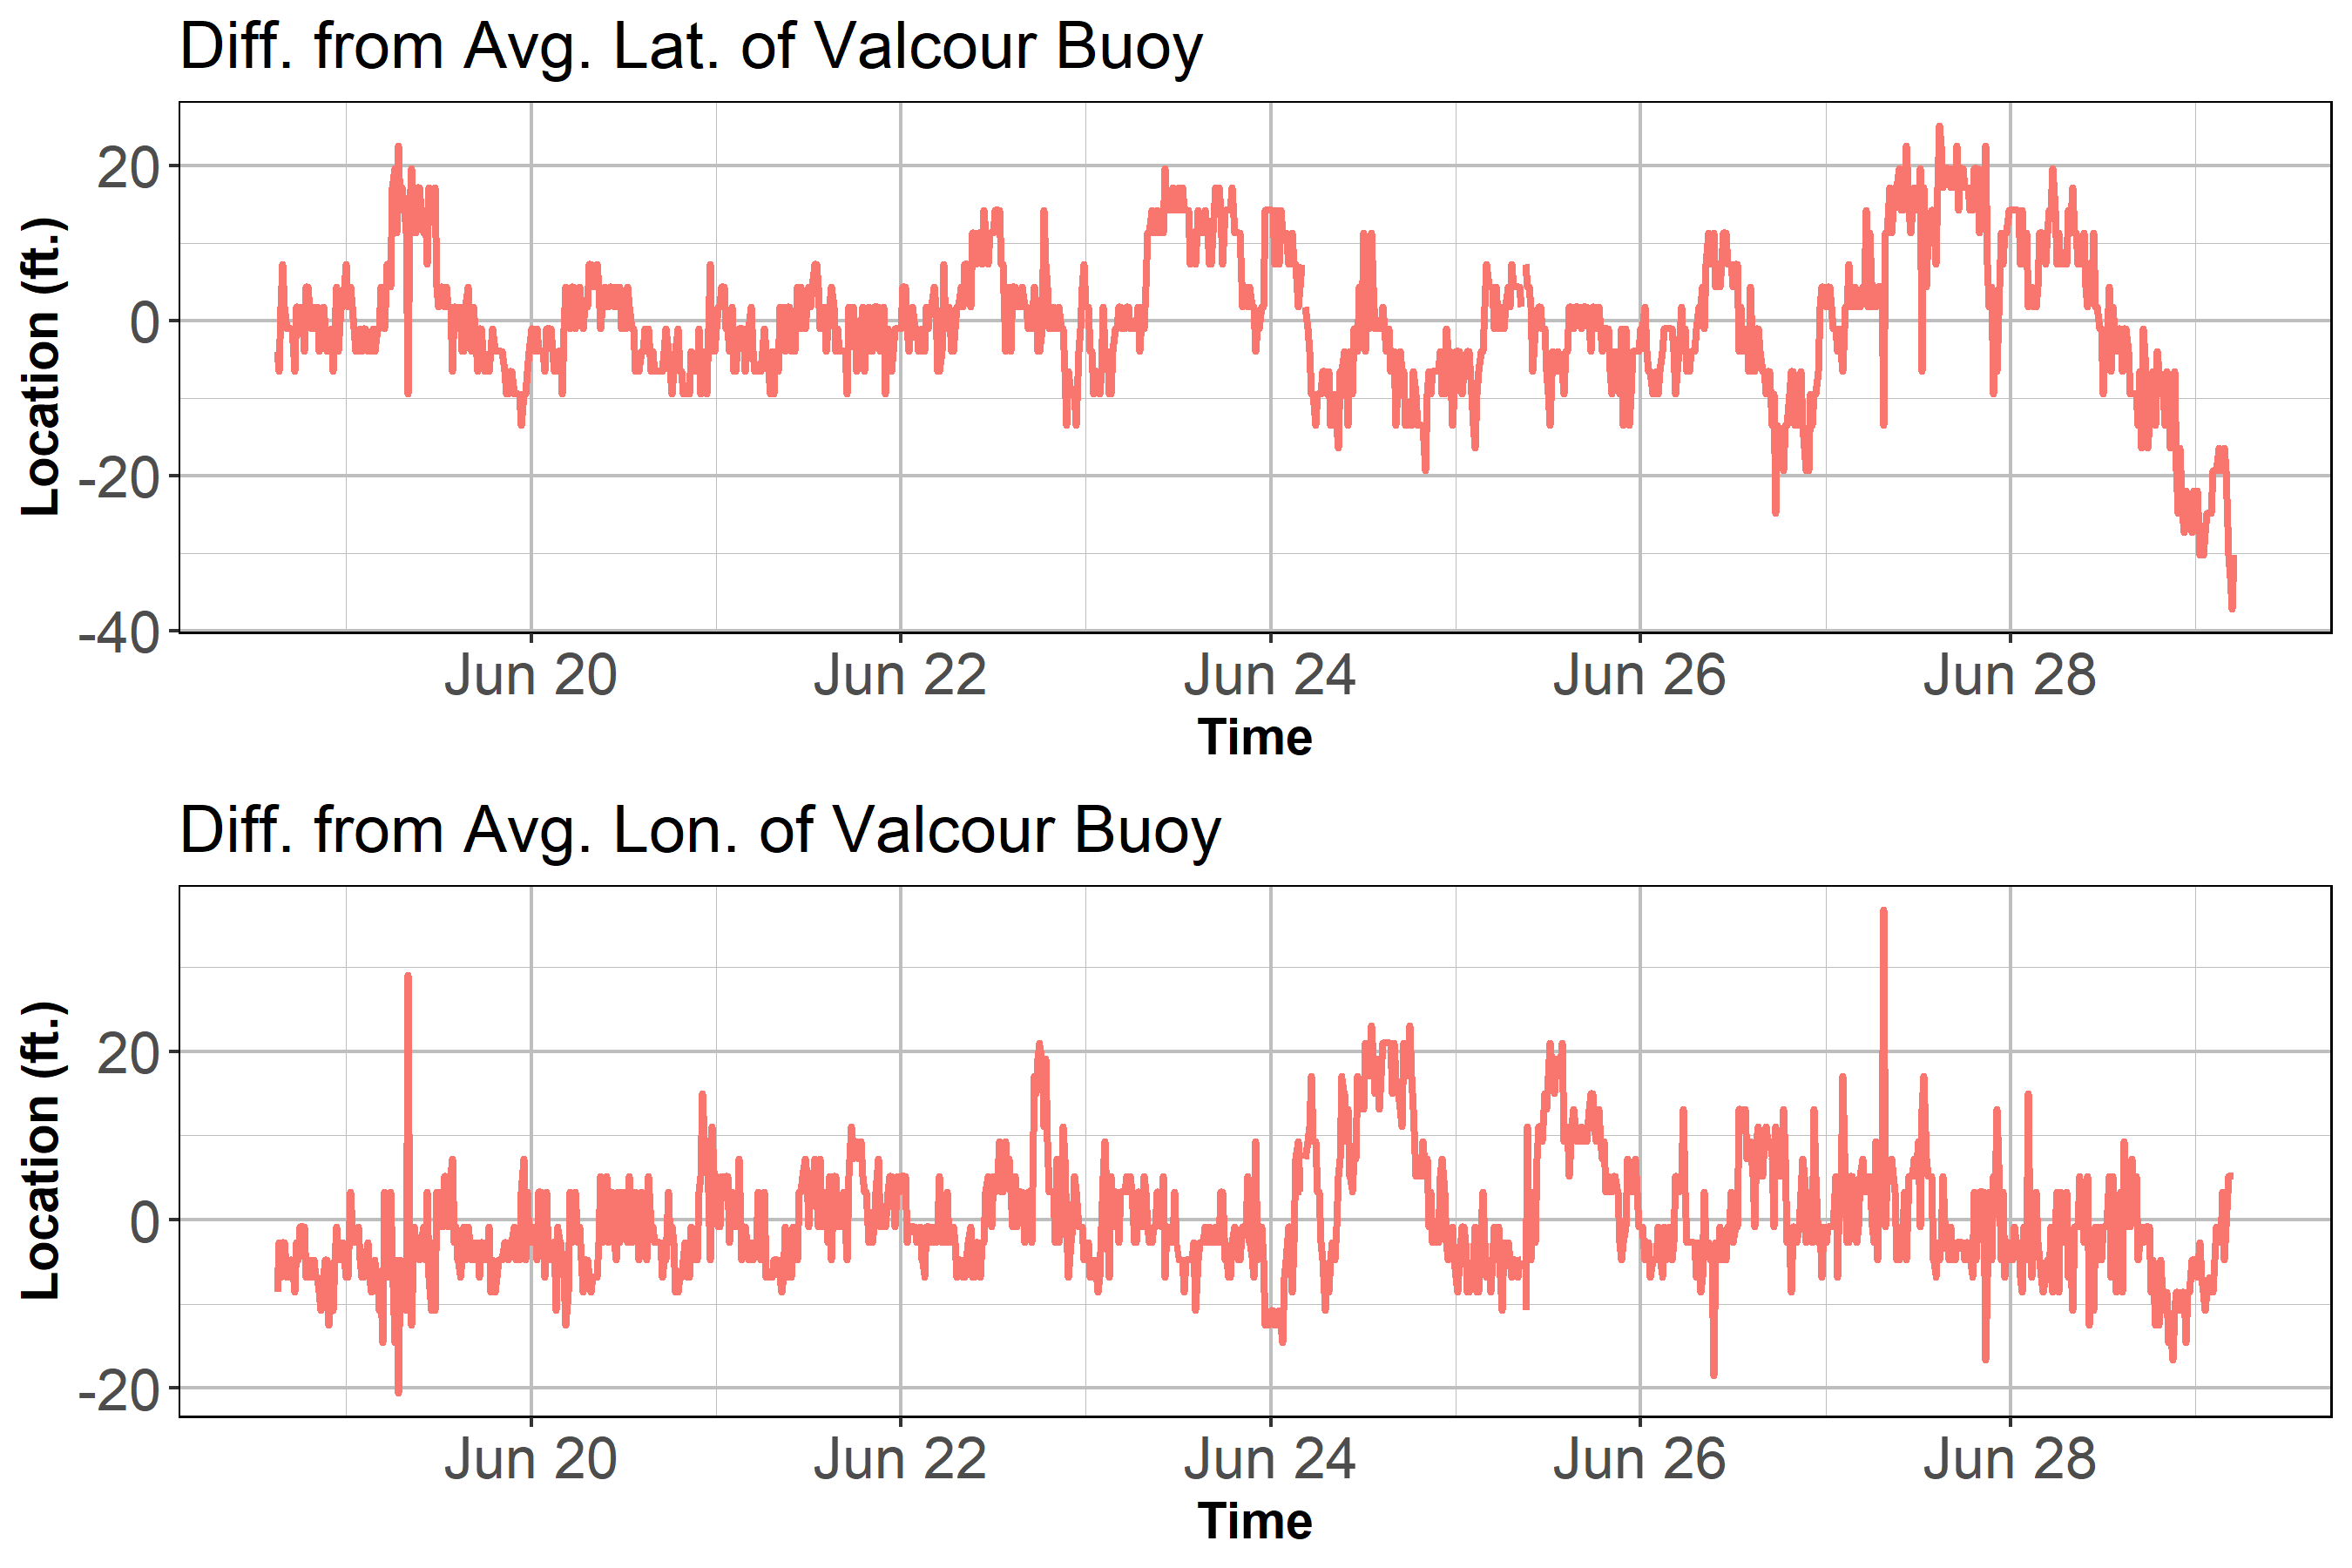 Diff. from Avg. Lat. of Valcour Buoy
Location (ft.)
20
0
-20
-40
Jun 20 Jun 22 Jun 24 Jun 26 Jun 28
Time
Diff. from Avg. Lon. of Valcour Buoy
Location (ft.)
20
0
-20
Jun 20 Jun 22 Jun 24 Jun 26 Jun 28
Time